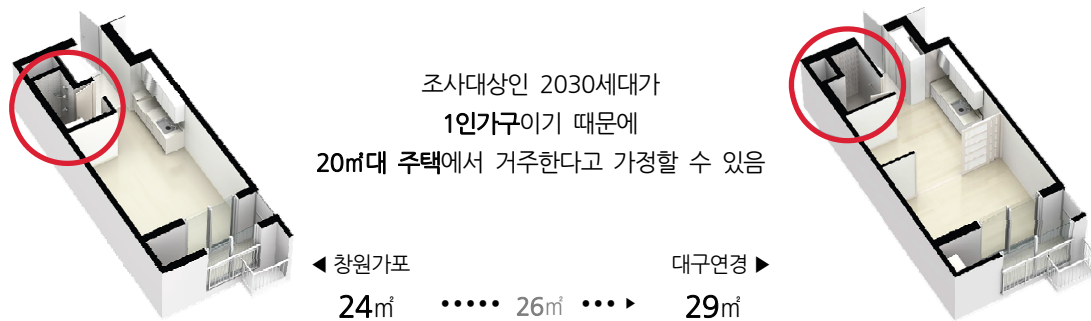 조사대상인 2030세대가
1인가구이기 때문에
20㎡대 주택에서 거주한다고 가정할 수 있음
◀ 창원가포
대구연경 ▶
24㎡ ••••• 26㎡ •••▶ 29㎡